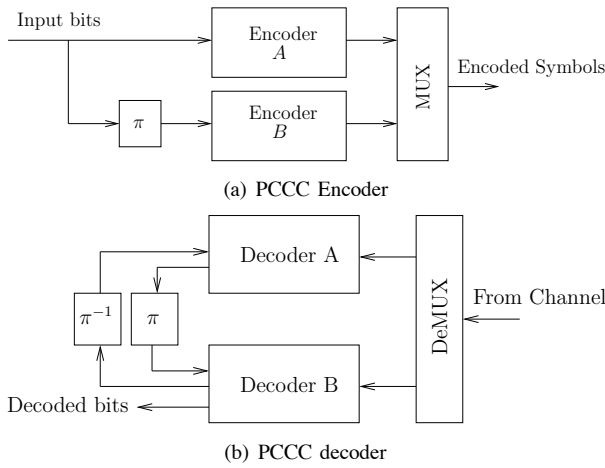 Input bits
Encoder
A
MUX
Encoded Symbols
π
Encoder
B
(a) PCCC Encoder
Decoder A
π⁻¹
π
DeMUX
From Channel
Decoder B
Decoded bits
(b) PCCC decoder